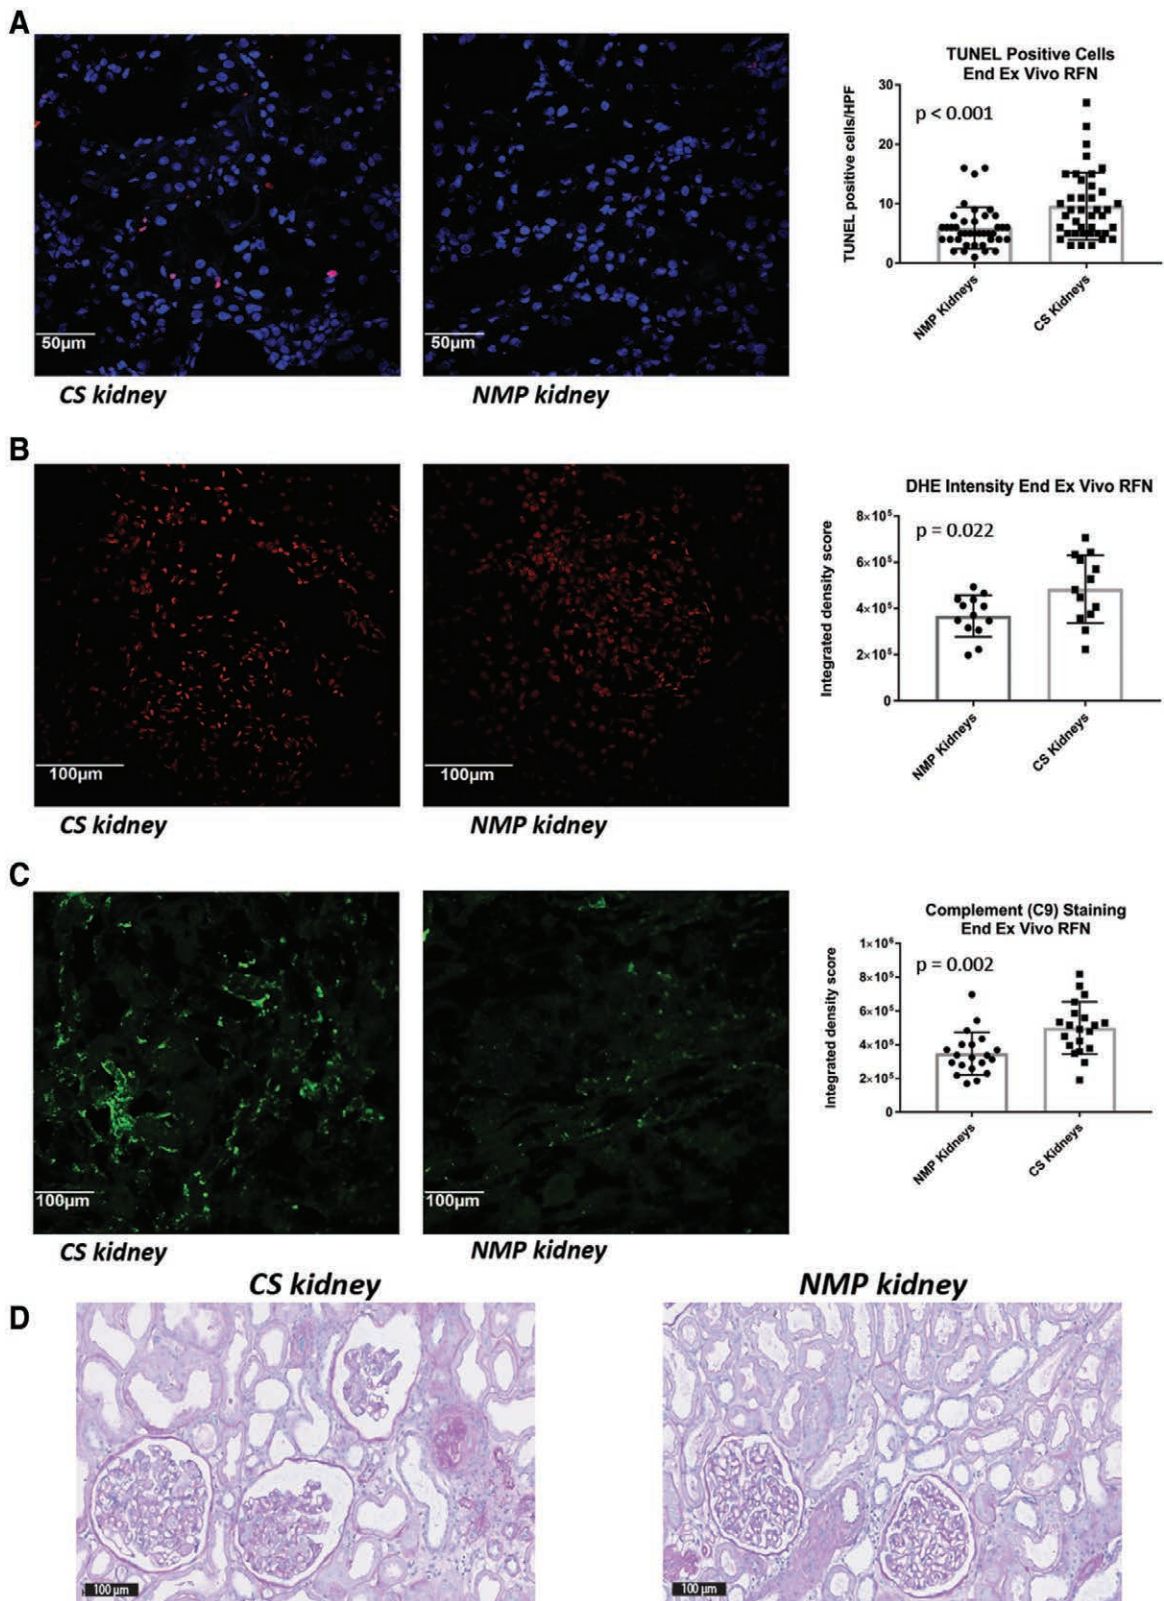 A
TUNEL Positive Cells
End Ex Vivo RFN
30
p < 0.001
20
TUNEL positive cells/HPF
10
0
NMP Kidneys
CS Kidneys
50µm
50µm
CS kidney
NMP kidney
B
DHE Intensity End Ex Vivo RFN
8×10⁵
p = 0.022
6×10⁵
Integrated density score
4×10⁵
2×10⁵
0
NMP Kidneys
CS Kidneys
100µm
100µm
CS kidney
NMP kidney
C
Complement (C9) Staining
End Ex Vivo RFN
1×10⁶
p = 0.002
8×10⁵
Integrated density score
6×10⁵
4×10⁵
2×10⁵
0
NMP Kidneys
CS Kidneys
100µm
100µm
CS kidney
NMP kidney
CS kidney
NMP kidney
D
100 µm
100 µm